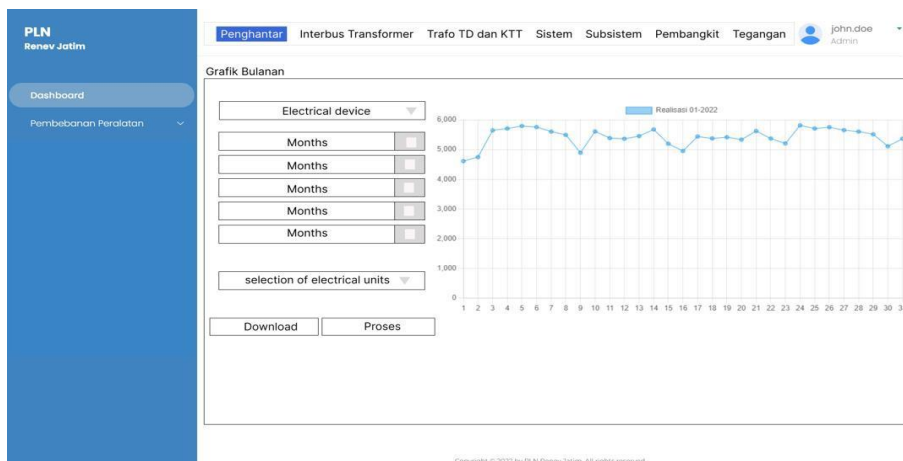 PLN
Renev Jatim
Dashboard
Pembebanan Peralatan
Penghantar Interbus Transformer Trafo TD dan KTT Sistem Subsistem Pembangkit Tegangan
john.doe
Admin
Grafik Bulanan
Electrical device
Months
Months
Months
Months
Months
selection of electrical units
Download Proses
Realisasi 01-2022
6,000
5,000
4,000
3,000
2,000
1,000
0
1 2 3 4 5 6 7 8 9 10 11 12 13 14 15 16 17 18 19 20 21 22 23 24 25 26 27 28 29 30 3